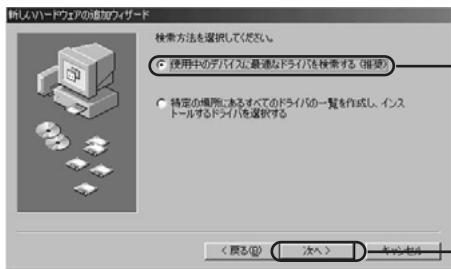 新しいハードウェアの追加ウィザード
検索方法を選択してください。
使用中のデバイスに最適なドライバを検索する (推奨)
特定の場所にあるすべてのドライバの一覧を作成し、インス
トールするドライバを選択する
< 戻る(B)
次へ >
キャンセル